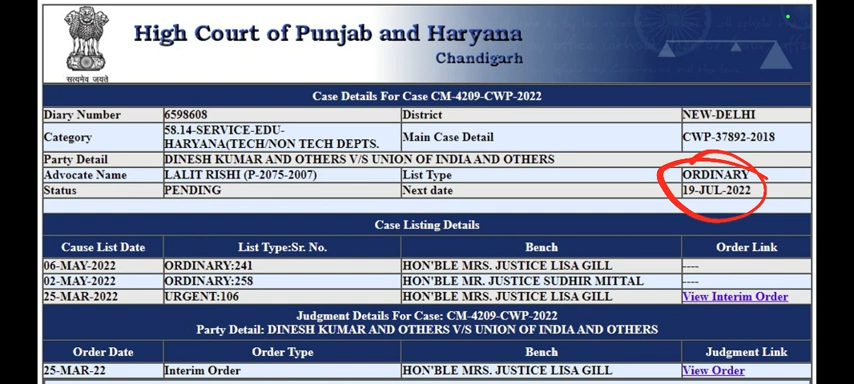 High Court of Punjab and Haryana
Chandigarh
सत्यमेव जयते
Case Details For Case CM-4209-CWP-2022
Diary Number 6598608 District NEW-DELHI
Category 58.14-SERVICE-EDU-HARYANA(TECH/NON TECH DEPTS. Main Case Detail CWP-37892-2018
Party Detail DINESH KUMAR AND OTHERS V/S UNION OF INDIA AND OTHERS
Advocate Name LALIT RISHI (P-2075-2007) List Type ORDINARY
Status PENDING Next date 19-JUL-2022
Case Listing Details
Cause List Date List Type:Sr. No. Bench Order Link
06-MAY-2022 ORDINARY:241 HON'BLE MRS. JUSTICE LISA GILL ----
02-MAY-2022 ORDINARY:258 HON'BLE MR. JUSTICE SUDHIR MITTAL ----
25-MAR-2022 URGENT:106 HON'BLE MRS. JUSTICE LISA GILL View Interim Order
Judgment Details For Case: CM-4209-CWP-2022
Party Detail: DINESH KUMAR AND OTHERS V/S UNION OF INDIA AND OTHERS
Order Date Order Type Bench Judgment Link
25-MAR-22 Interim Order HON'BLE MRS. JUSTICE LISA GILL View Order